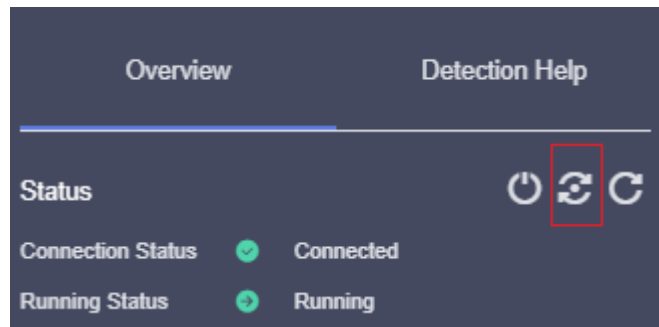 Overview Detection Help
Status
Connection Status Connected
Running Status Running